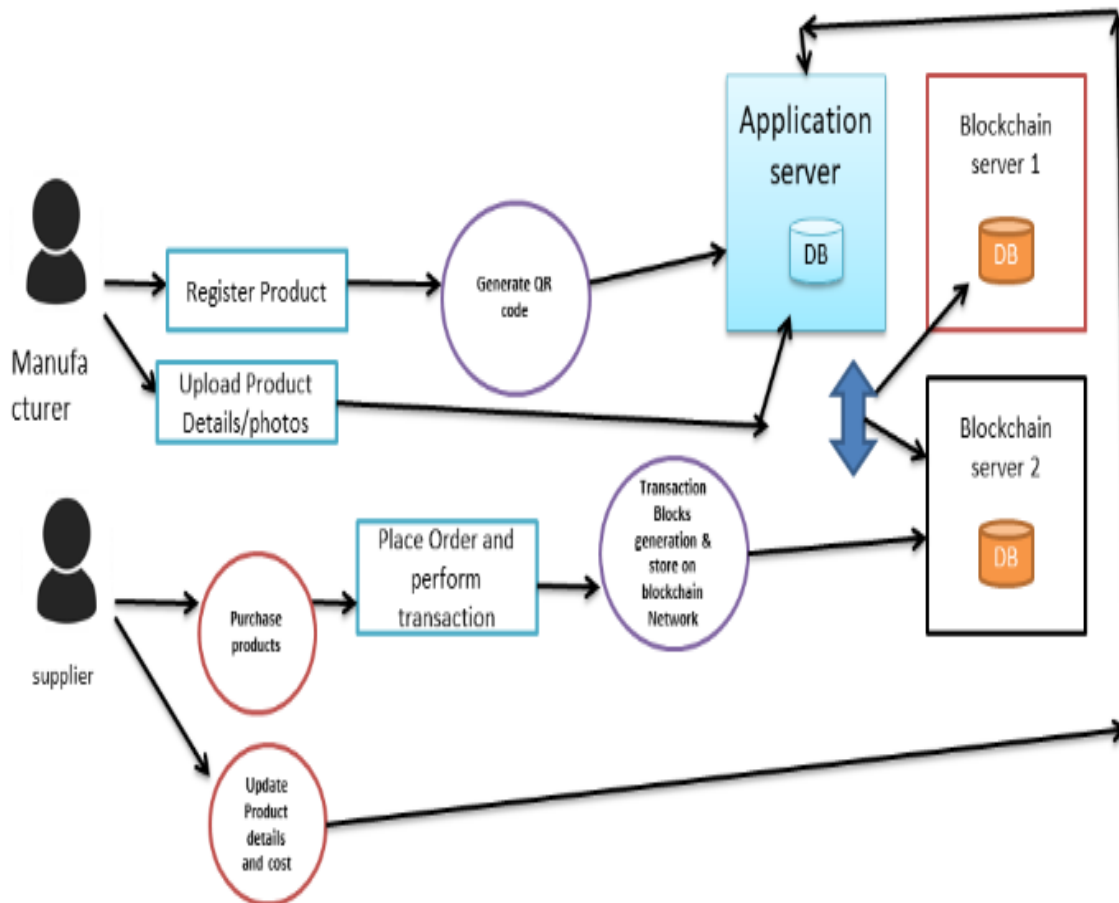 Application
server
DB
Blockchain
server 1
DB
Manufa
cturer
Register Product
Generate QR
code
Upload Product
Details/photos
Blockchain
server 2
DB
supplier
Purchase
products
Place Order and
perform
transaction
Transaction
Blocks
generation &
store on
blockchain
Network
Update
Product
details
and cost